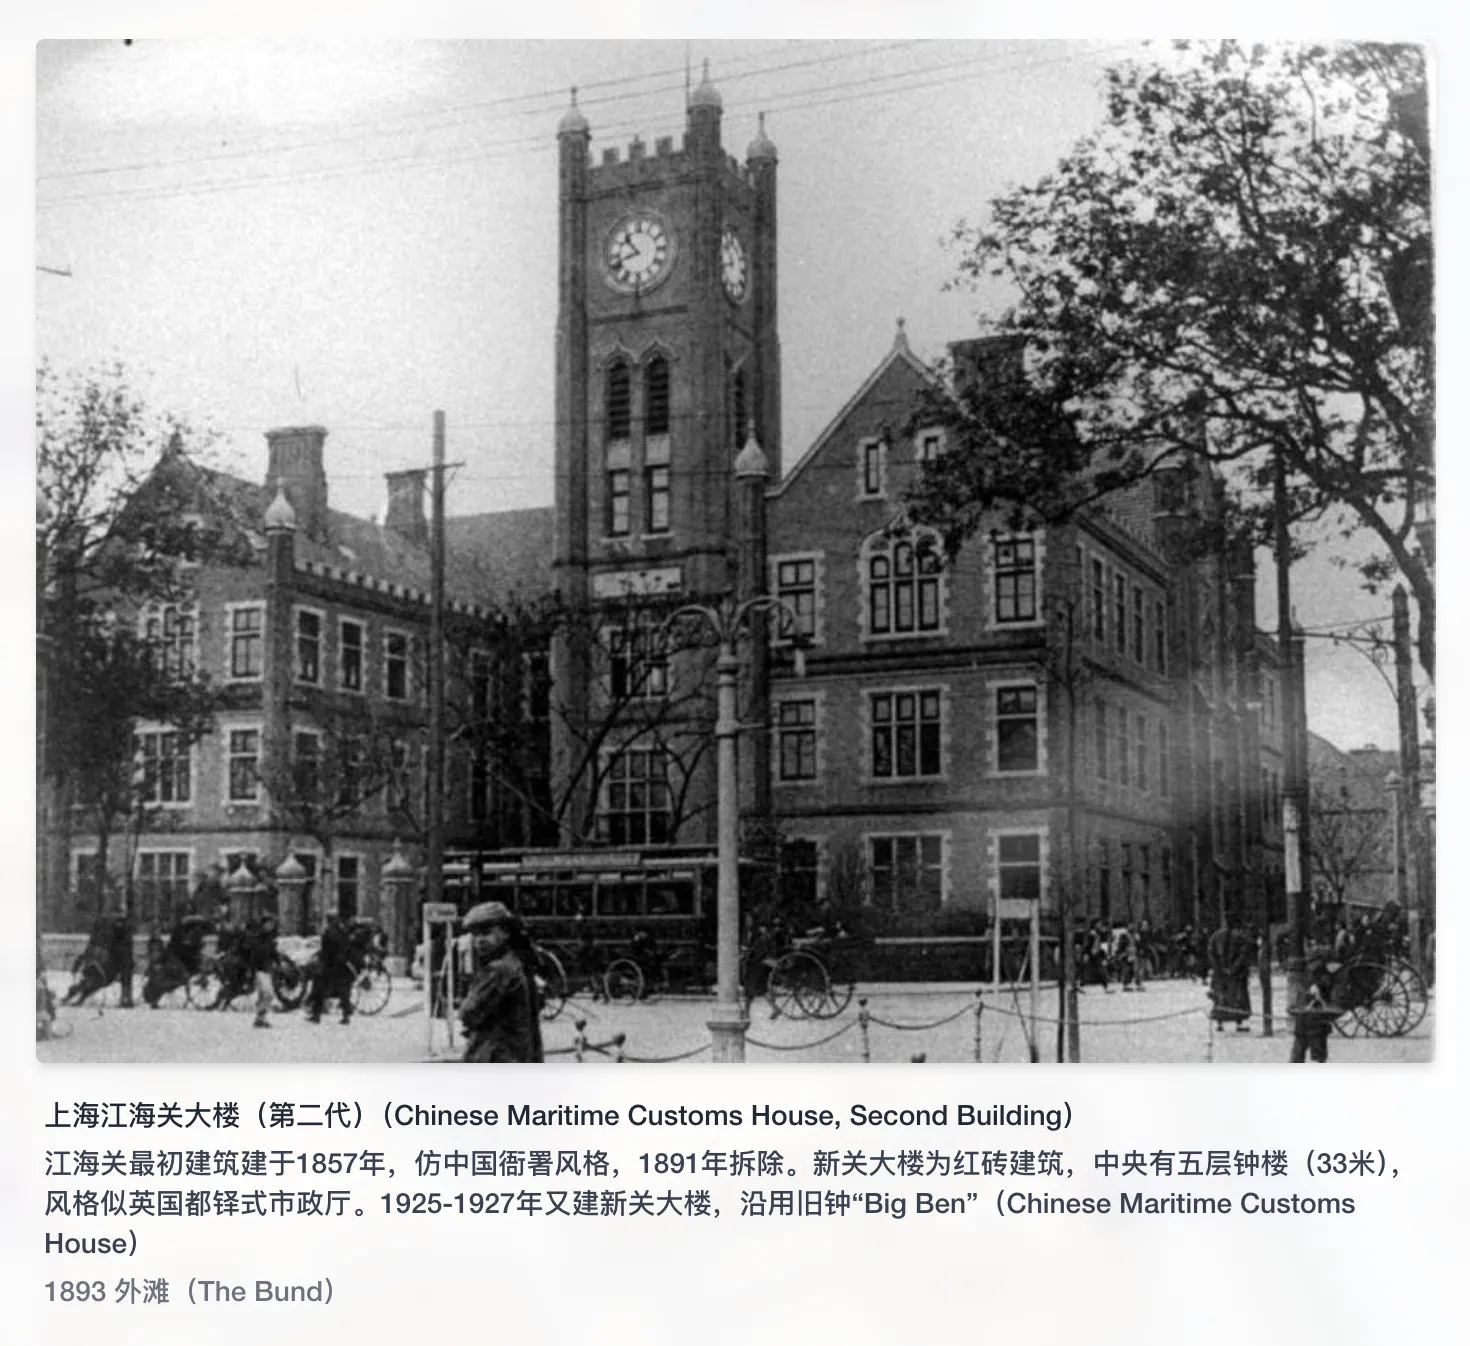 上海江海关大楼（第二代）（Chinese Maritime Customs House, Second Building）
江海关最初建筑建于1857年，仿中国衙署风格，1891年拆除。新关大楼为红砖建筑，中央有五层钟楼（33米），
风格似英国都铎式市政厅。1925-1927年又建新关大楼，沿用旧钟“Big Ben”（Chinese Maritime Customs
House）
1893 外滩（The Bund）